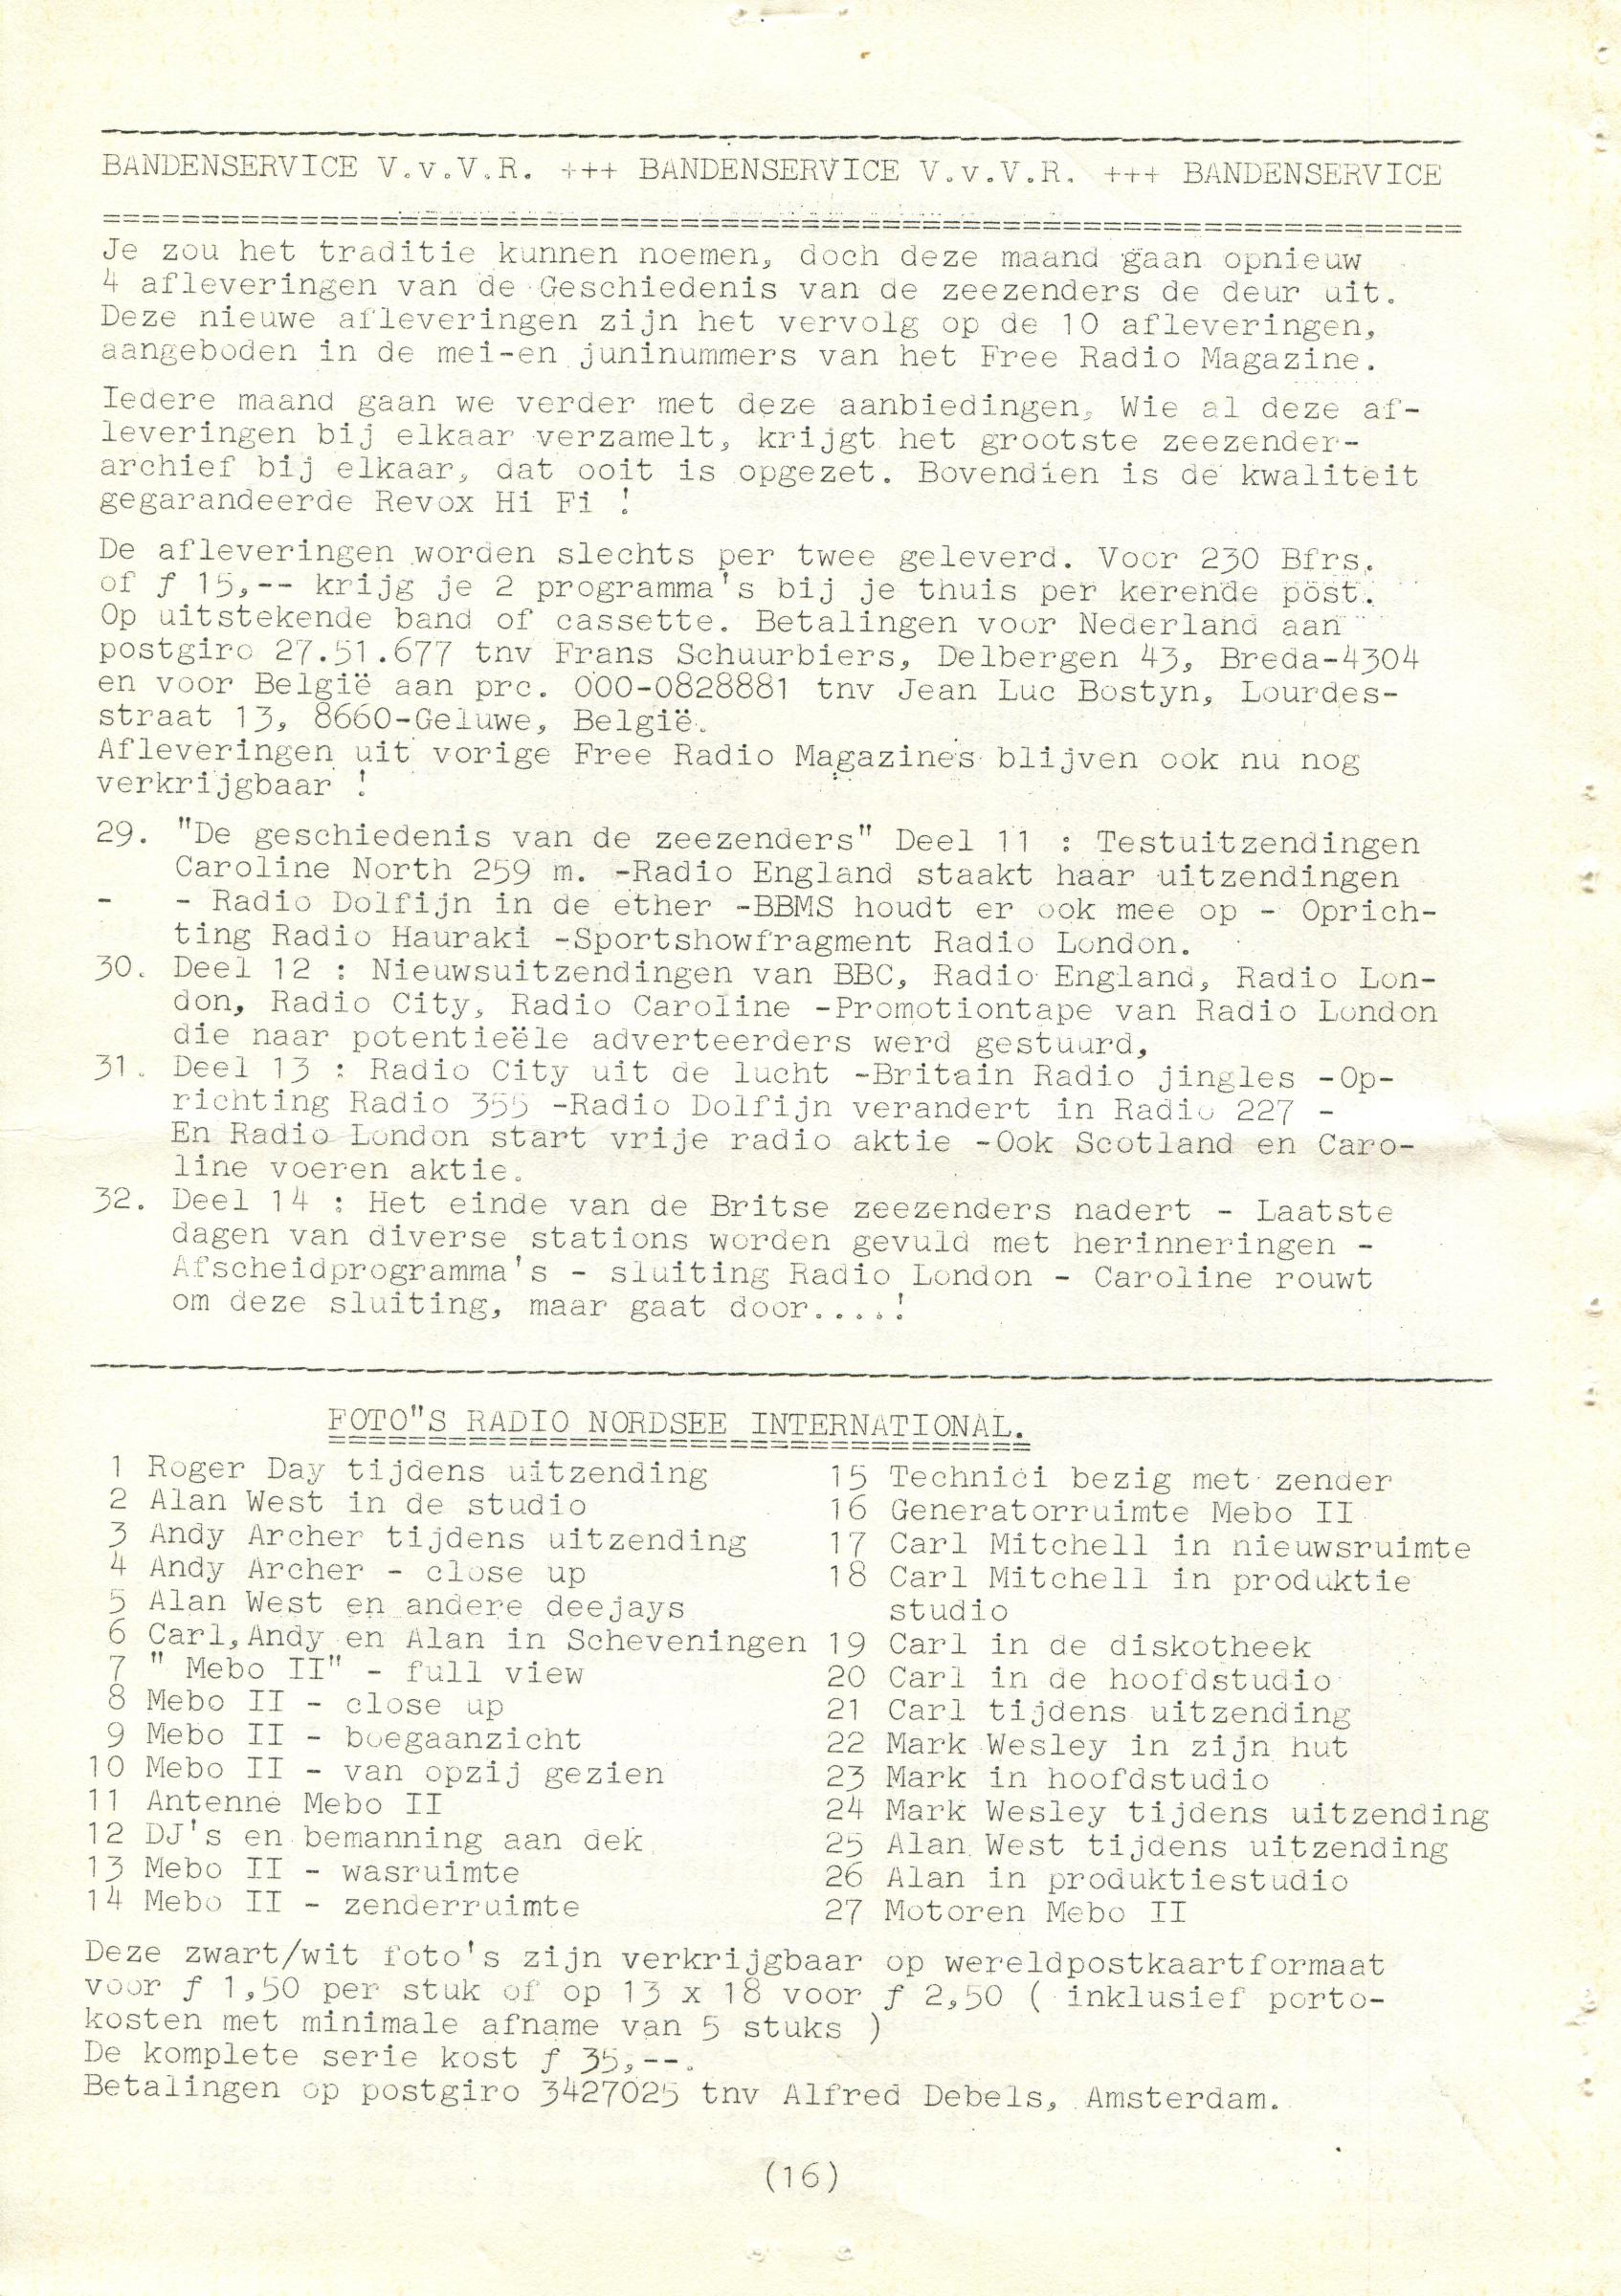 BANDENSERVICE V.v.V.R. +++ BANDENSERVICE V.v.V.R. +++ BANDENSERVICE
Je zou het traditie kunnen noemen, doch deze maand gaan opnieuw
4 afleveringen van de Geschiedenis van de zeezenders de deur uit.
Deze nieuwe afleveringen zijn het vervolg op de 10 afleveringen,
aangeboden in de mei-en juninummers van het Free Radio Magazine.
Iedere maand gaan we verder met deze aanbiedingen, Wie al deze af-
leveringen bij elkaar verzamelt, krijgt het grootste zeezender-
archief bij elkaar, dat ooit is opgezet. Bovendien is de kwaliteit
gegarandeerde Revox Hi Fi !
De afleveringen worden slechts per twee geleverd. Voor 230 Bfrs.
of ƒ 15,-- krijg je 2 programma's bij je thuis per kerende post.
Op uitstekende band of cassette. Betalingen voor Nederland aan
postgiro 27.51.677 tnv Frans Schuurbiers, Delbergen 43, Breda-4304
en voor België aan prc. 000-0828881 tnv Jean Luc Bostyn, Lourdes-
straat 13, 8660-Geluwe, België.
Afleveringen uit vorige Free Radio Magazines blijven ook nu nog
verkrijgbaar !
29. "De geschiedenis van de zeezenders" Deel 11 : Testuitzendingen
Caroline North 259 m. -Radio England staakt haar uitzendingen
- - Radio Dolfijn in de ether -BBMS houdt er ook mee op - Oprich-
ting Radio Hauraki -Sportshowfragment Radio London.
30. Deel 12 : Nieuwsuitzendingen van BBC, Radio England, Radio Lon-
don, Radio City, Radio Caroline -Promotiontape van Radio London
die naar potentieële adverteerders werd gestuurd,
31. Deel 13 : Radio City uit de lucht -Britain Radio jingles -Op-
richting Radio 355 -Radio Dolfijn verandert in Radio 227 -
En Radio London start vrije radio aktie -Ook Scotland en Caro-
line voeren aktie.
32. Deel 14 : Het einde van de Britse zeezenders nadert - Laatste
dagen van diverse stations worden gevuld met herinneringen -
Afscheidprogramma's - sluiting Radio London - Caroline rouwt
om deze sluiting, maar gaat door.....!
FOTO"S RADIO NORDSEE INTERNATIONAL.
1 Roger Day tijdens uitzending
2 Alan West in de studio
3 Andy Archer tijdens uitzending
4 Andy Archer - close up
5 Alan West en andere deejays
6 Carl,Andy en Alan in Scheveningen
7 " Mebo II" - full view
8 Mebo II - close up
9 Mebo II - boegaanzicht
10 Mebo II - van opzij gezien
11 Antenne Mebo II
12 DJ's en bemanning aan dek
13 Mebo II - wasruimte
14 Mebo II - zenderruimte
15 Technici bezig met zender
16 Generatorruimte Mebo II
17 Carl Mitchell in nieuwsruimte
18 Carl Mitchell in produktie
studio
19 Carl in de diskotheek
20 Carl in de hoofdstudio
21 Carl tijdens uitzending
22 Mark Wesley in zijn hut
23 Mark in hoofdstudio
24 Mark Wesley tijdens uitzending
25 Alan West tijdens uitzending
26 Alan in produktiestudio
27 Motoren Mebo II
Deze zwart/wit foto's zijn verkrijgbaar op wereldpostkaartformaat
voor ƒ 1,50 per stuk of op 13 x 18 voor ƒ 2,50 ( inklusief porto-
kosten met minimale afname van 5 stuks )
De komplete serie kost ƒ 35,--.
Betalingen op postgiro 3427025 tnv Alfred Debels, Amsterdam.
(16)